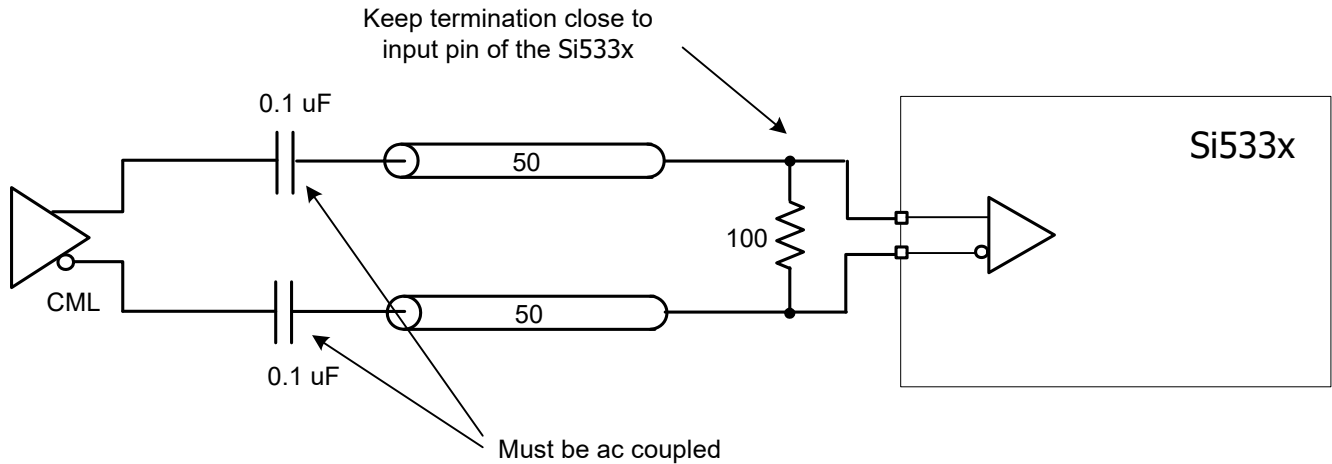 Keep termination close to
input pin of the Si533x
0.1 uF
Si533x
50
100
CML
50
0.1 uF
Must be ac coupled